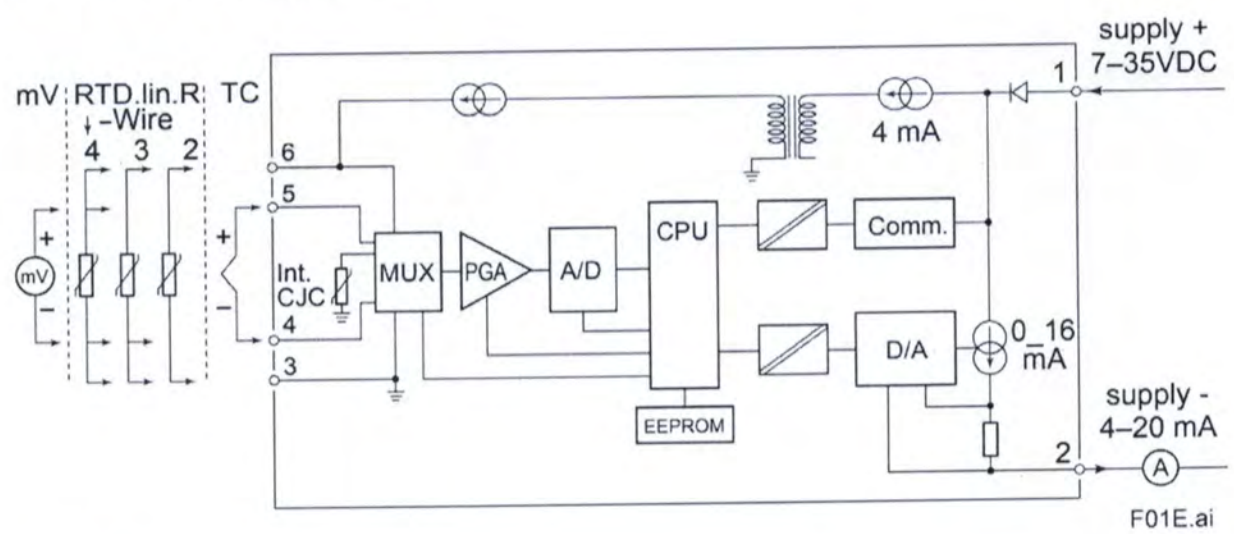 supply +
7–35VDC
1
mV RTD.lin.R TC
–Wire
4 3 2
4 mA
6
5
+
mV
–
+
–
Int.
CJC
MUX
PGA
A/D
CPU
Comm.
4
3
D/A
0_16
mA
EEPROM
supply -
4–20 mA
2
A
F01E.ai